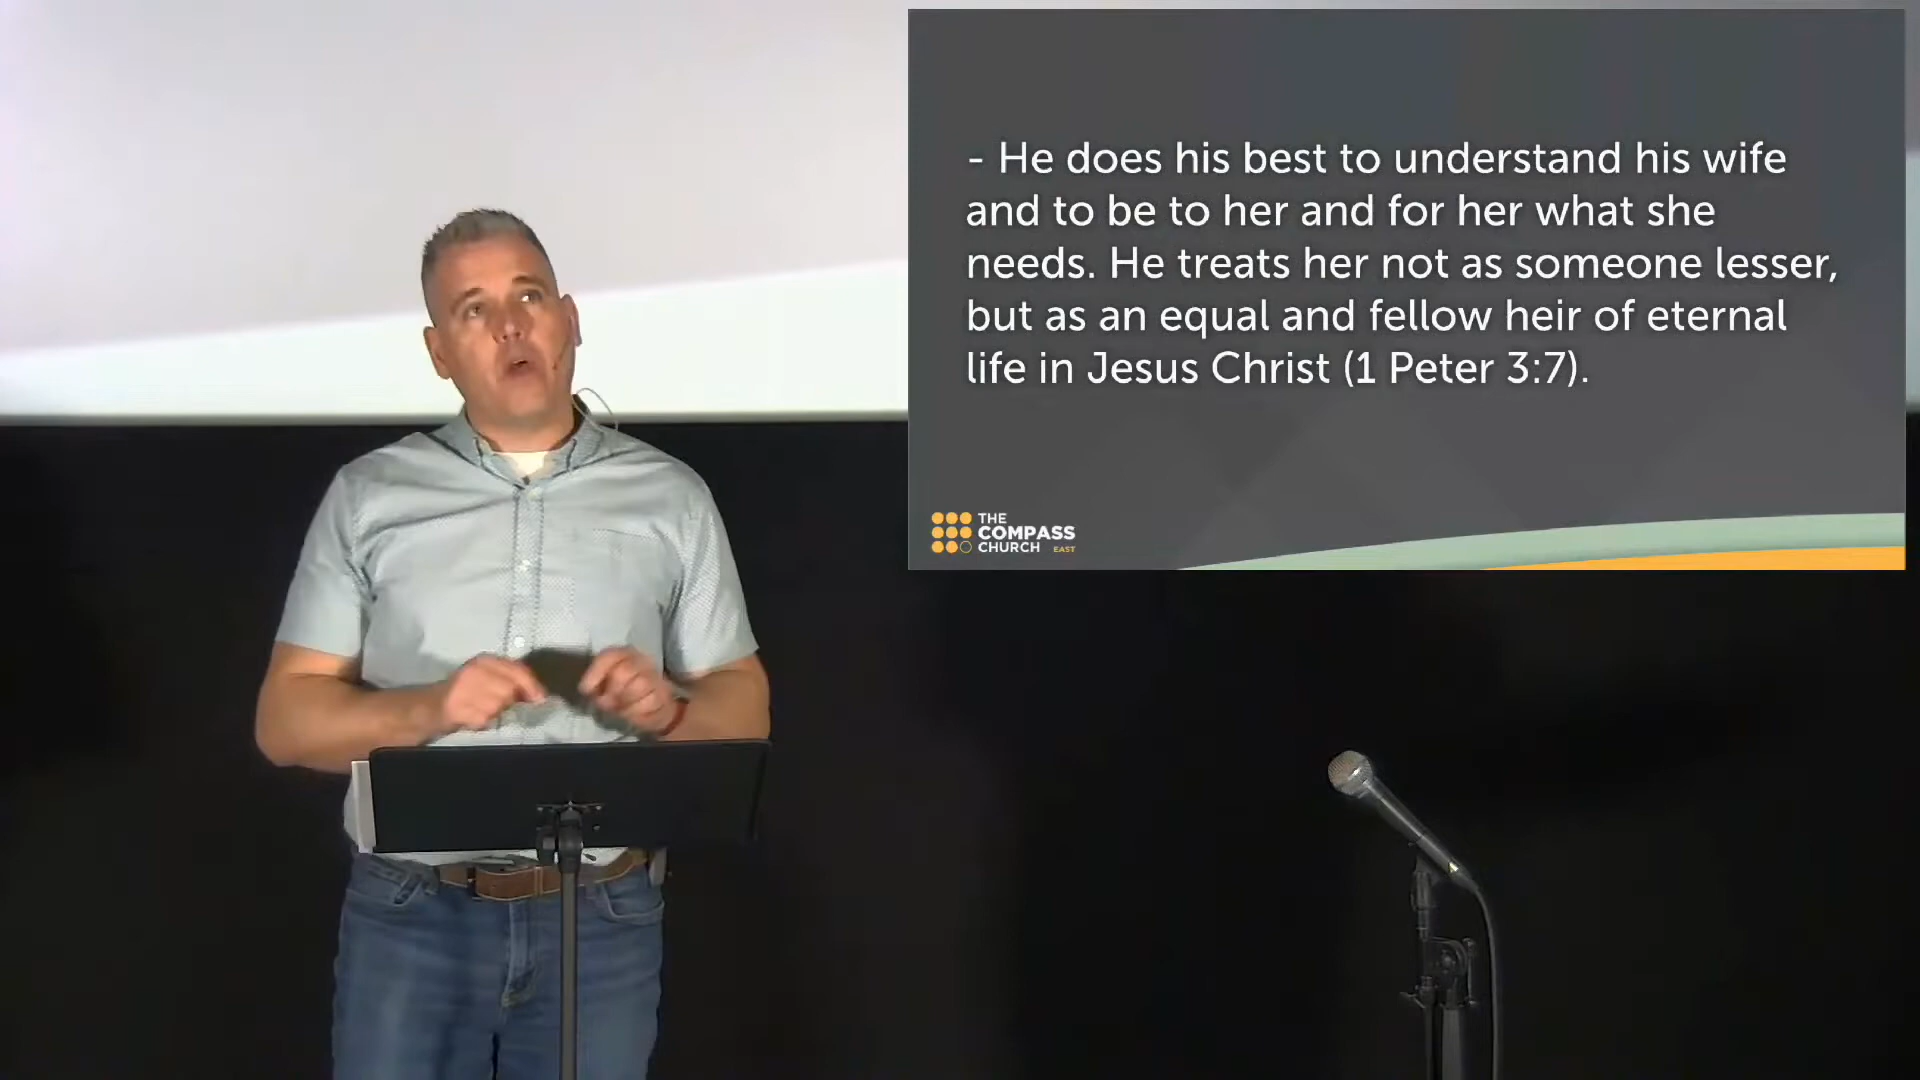 - He does his best to understand his wife
and to be to her and for her what she
needs. He treats her not as someone lesser,
but as an equal and fellow heir of eternal
life in Jesus Christ (1 Peter 3:7).
THE
COMPASS
CHURCH EAST